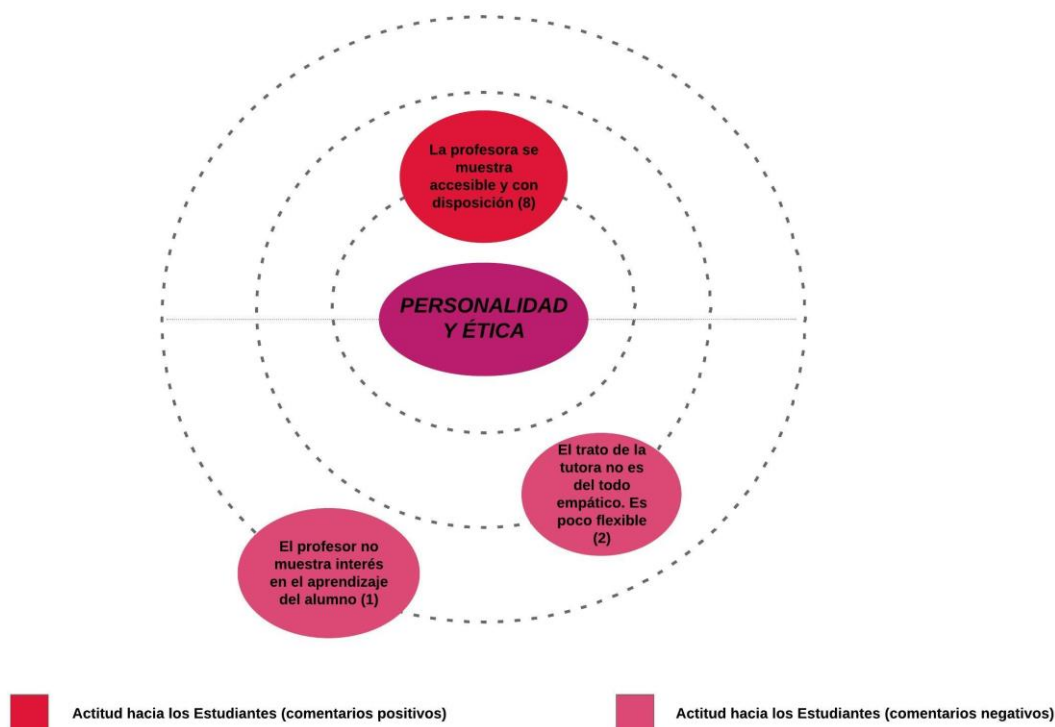 La profesora se
muestra
accesible y con
disposición (8)
PERSONALIDAD
Y ÉTICA
El trato de la
tutora no es
del todo
empático. Es
poco flexible
(2)
El profesor no
muestra interés
en el aprendizaje
del alumno (1)
Actitud hacia los Estudiantes (comentarios positivos)
Actitud hacia los Estudiantes (comentarios negativos)